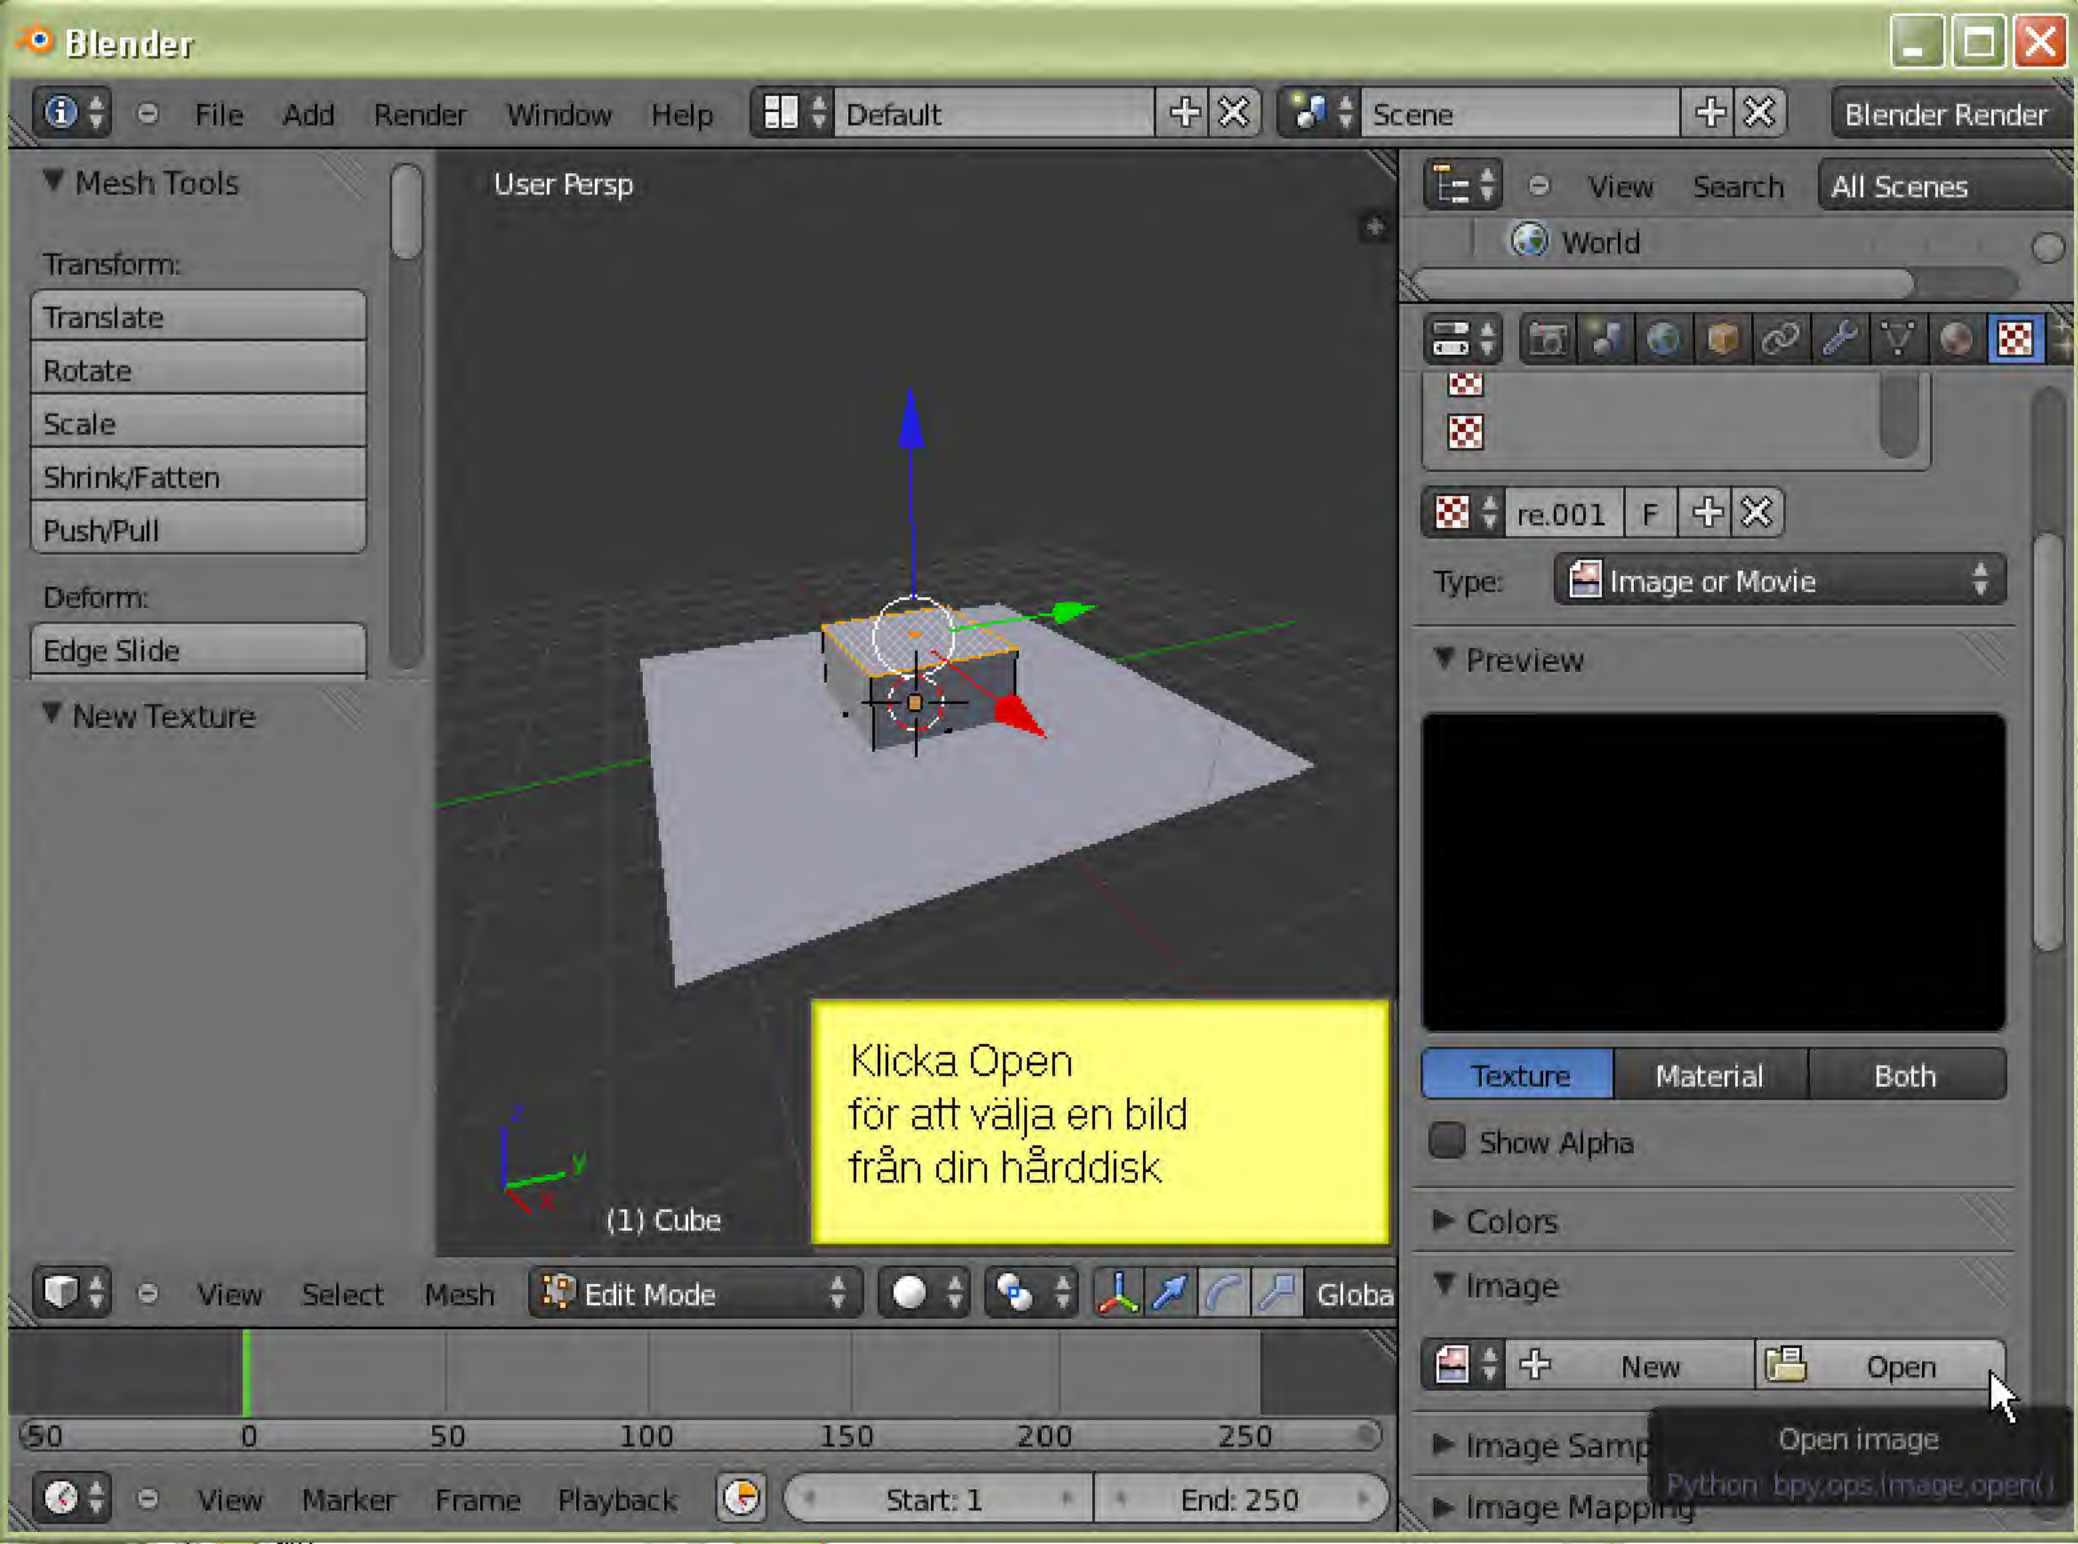 Blender
File Add Render Window Help Default Scene Blender Render
Mesh Tools
Transform:
Translate
Rotate
Scale
Shrink/Fatten
Push/Pull
Deform:
Edge Slide
New Texture
User Persp
z
y
x
(1) Cube
Klicka Open
för att välja en bild
från din hårddisk
View Select Mesh Edit Mode Globa
-50 0 50 100 150 200 250
View Marker Frame Playback Start: 1 End: 250
View Search All Scenes
World
re.001 F
Type: Image or Movie
Preview
Texture Material Both
Show Alpha
Colors
Image
New Open
Open image
Python: bpy.ops.image.open()
Image Samp
Image Mapping